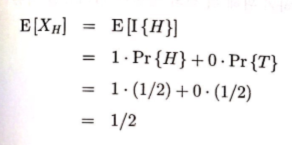 E[X_H] = E[I{H}]
= 1 · Pr{H} + 0 · Pr{T}
= 1 · (1/2) + 0 · (1/2)
= 1/2